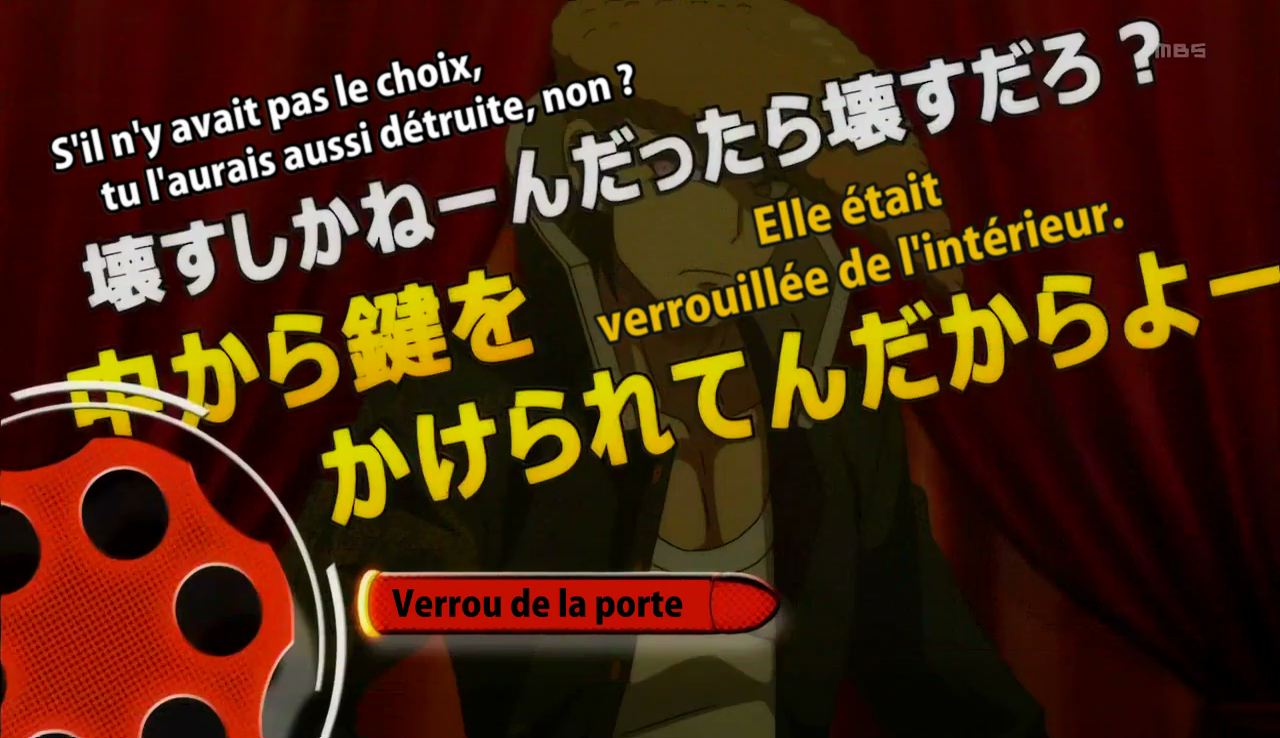 MBS
S'il n'y avait pas le choix,
tu l'aurais aussi détruite, non ?
壊すしかねーんだったら壊すだろ？
Elle était
verrouillée de l'intérieur.
中から鍵を
かけられてんだからよー
Verrou de la porte